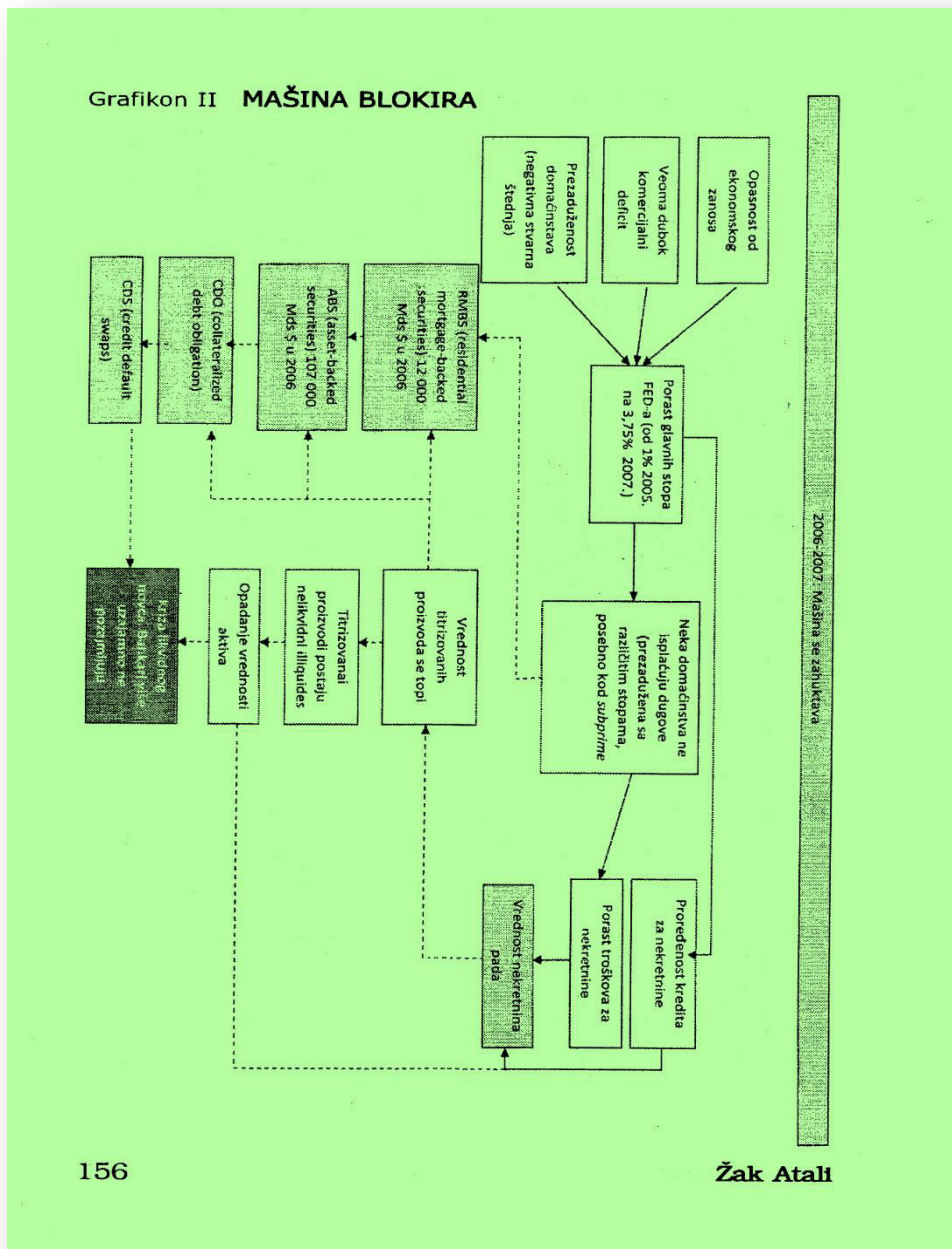 Grafikon II MAŠINA BLOKIRA
2006-2007: Mašina se zahuktava
Opasnost od
ekonomskog
zanosa
Veoma dubok
komercijalni
deficit
Prezaduženost
domaćinstava
(negativna stvarna
štednja)
Porast glavnih stopa
FED-a (od 1% 2005.
na 3,75% 2007.)
Neka domaćinstva ne
isplaćuju dugove
(prezadužena sa
različitim stopama,
posebno kod subprime
Proređenost kredita
za nekretnine
Porast troškova za
nekretnine
Vrednost nekretnina
pada
RMBS (residential
mortgage-backed
securities) 12 000
Mds $ u 2006
ABS (asset-backed
securities) 107 000
Mds $ u 2006
CDO (collateralized
debt obligation)
CDS (credit default
swaps)
Vrednost
titrizovanih
proizvoda se topi
Titrizovanai
proizvodi postaju
nelikvidni illiquides
Opadanje vrednosti
aktiva
156
Žak Atali